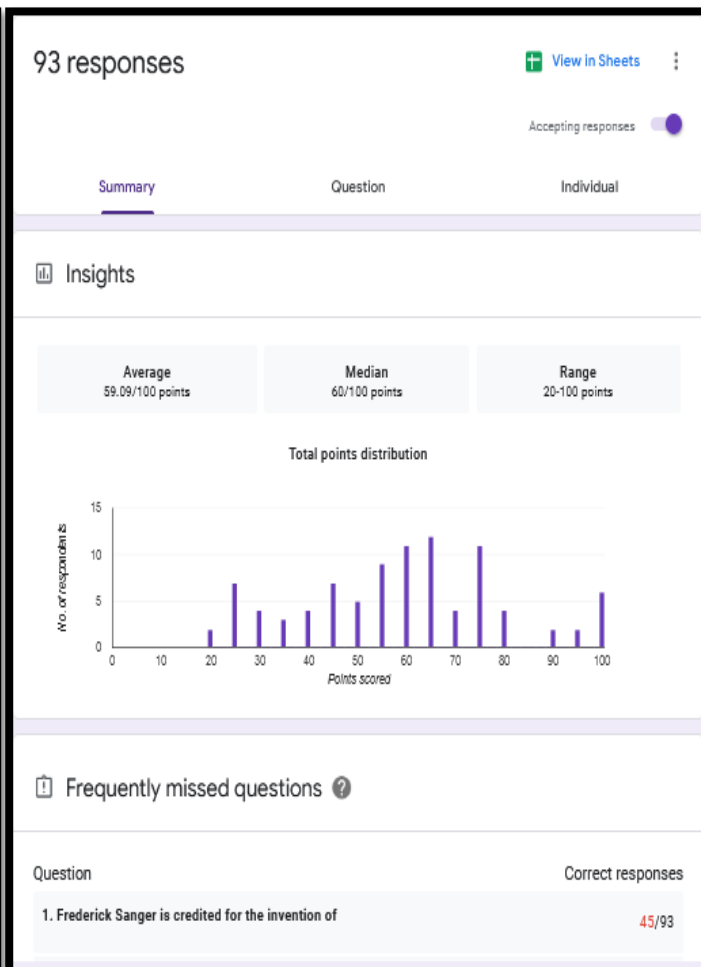 93 responses
View in Sheets
Accepting responses
Summary Question Individual
Insights
Average Median Range
59.09/100 points 60/100 points 20-100 points
Total points distribution
15
10
5
0
No. of respondents
0 10 20 30 40 50 60 70 80 90 100
Points scored
Frequently missed questions ?
Question Correct responses
1. Frederick Sanger is credited for the invention of 45/93